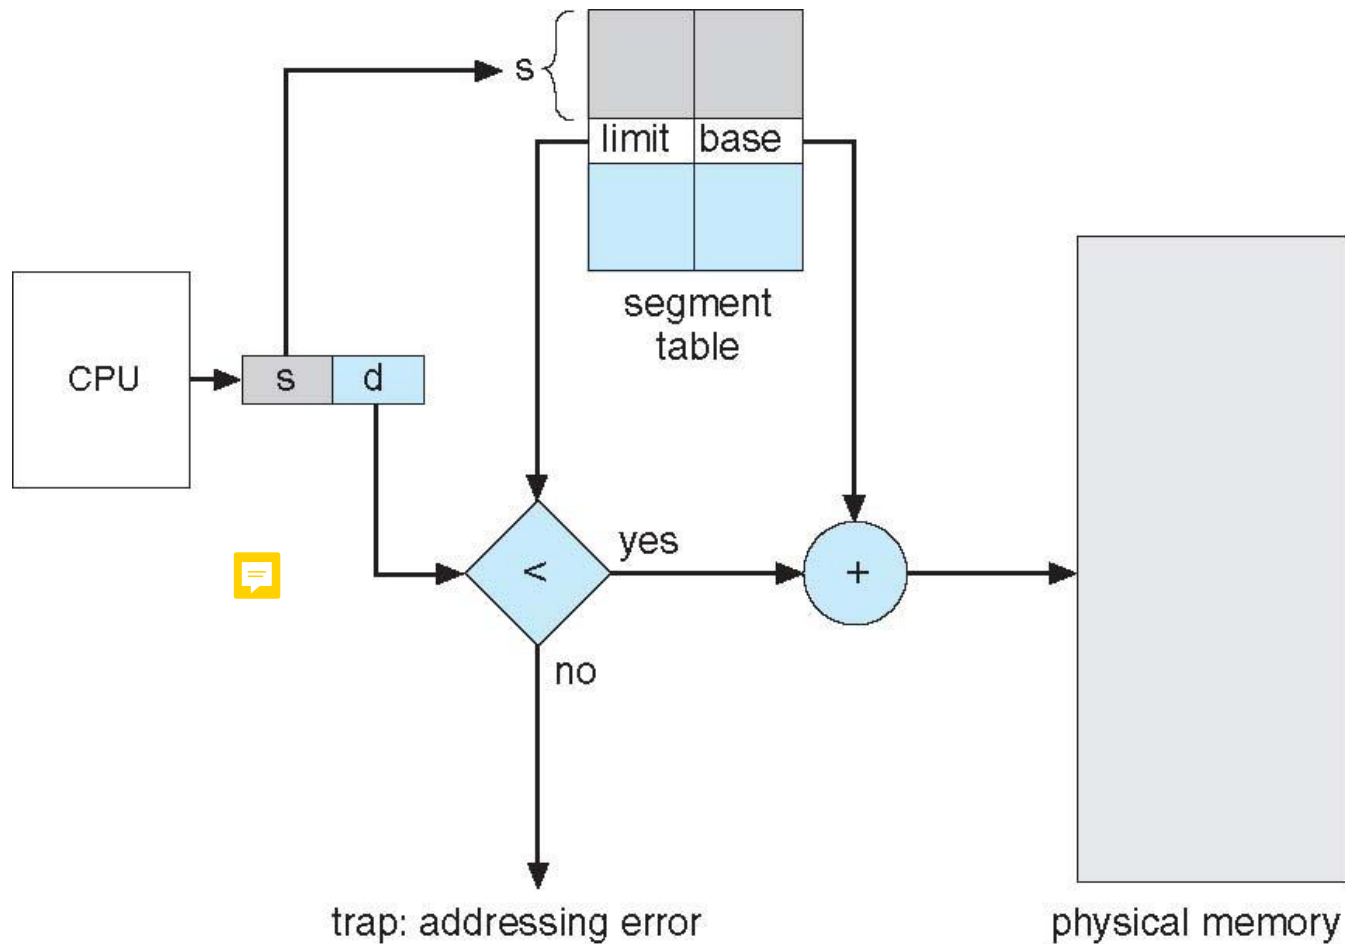 s
limit base
segment
table
CPU
s d
<
yes
+
no
trap: addressing error
physical memory